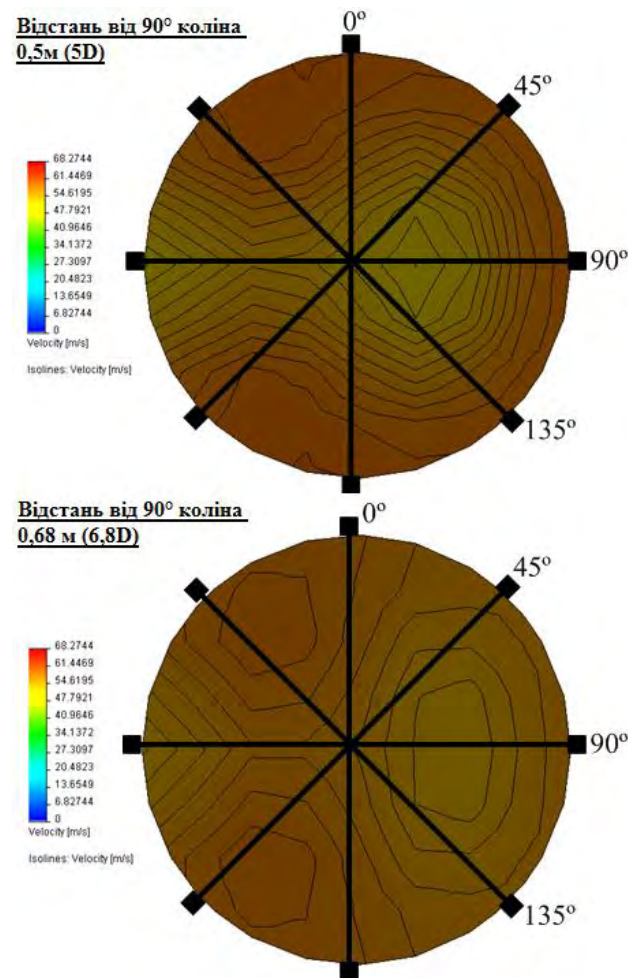 Відстань від 90° коліна
0,5м (5D)
0º
45º
68.2744
61.4469
54.6195
47.7921
40.9646
34.1372
27.3097
20.4823
13.6549
6.82744
0
Velocity [m/s]
Isolines: Velocity [m/s]
90º
135º
Відстань від 90° коліна
0,68 м (6,8D)
0º
45º
68.2744
61.4469
54.6195
47.7921
40.9646
34.1372
27.3097
20.4823
13.6549
6.82744
0
Velocity [m/s]
Isolines: Velocity [m/s]
90º
135º